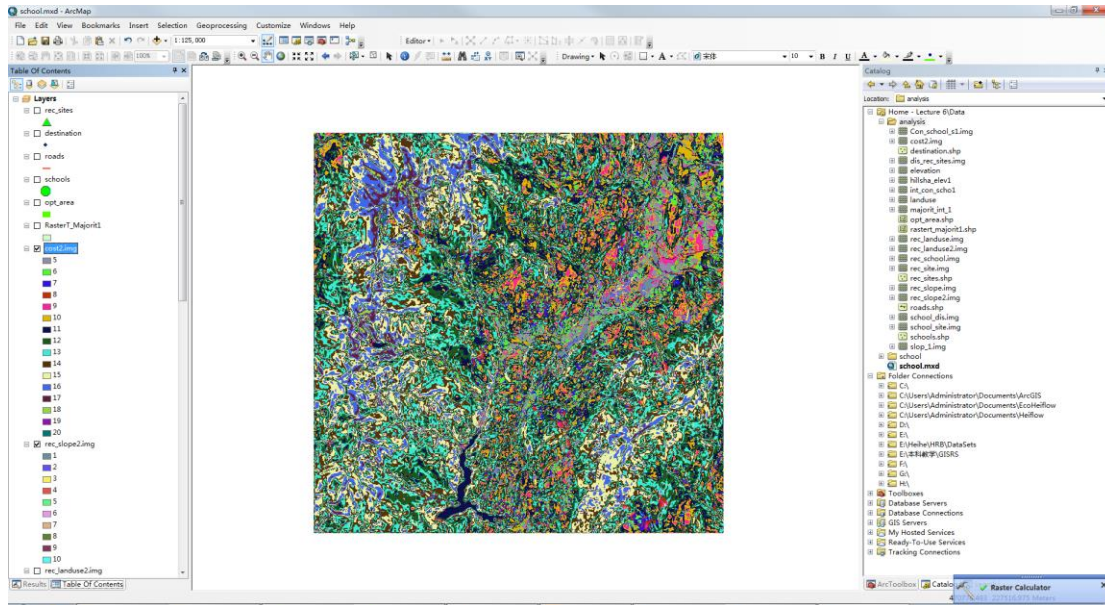 school.mxd - ArcMap
File Edit View Bookmarks Insert Selection Geoprocessing Customize Windows Help
1:125,000
Editor
100%
Drawing
宋体
10
B I U A
Table Of Contents
Layers
rec_sites
destination
roads
schools
opt_area
RasterT_Majorit1
cost2.img
5
6
7
8
9
10
11
12
13
14
15
16
17
18
19
20
rec_slope2.img
1
2
3
4
5
6
7
8
9
10
rec_landuse2.img
Results Table Of Contents
Catalog
Location: analysis
Home - Lecture 6\Data
analysis
Con_school_s1.img
cost2.img
destination.shp
dis_rec_sites.img
elevation
hillsha_elev1
int_con_scho1
landuse
majorit_int_1
opt_area.shp
rastert_majorit1.shp
rec_landuse.img
rec_landuse2.img
rec_school.img
rec_site.img
rec_sites.shp
rec_slope.img
rec_slope2.img
roads.shp
school_dis.img
school_site.img
schools.shp
slop_1.img
school
school.mxd
Folder Connections
C:\
C:\Users\Administrator\Documents\ArcGIS
C:\Users\Administrator\Documents\EcoHeiflow
C:\Users\Administrator\Documents\Heiflow
D:\
E:\
E:\Heihe\HRB\DataSets
E:\本科教学\GISRS
F:\
G:\
H:\
Toolboxes
Database Servers
Database Connections
GIS Servers
My Hosted Services
Ready-To-Use Services
Tracking Connections
ArcToolbox Catalo
Raster Calculator